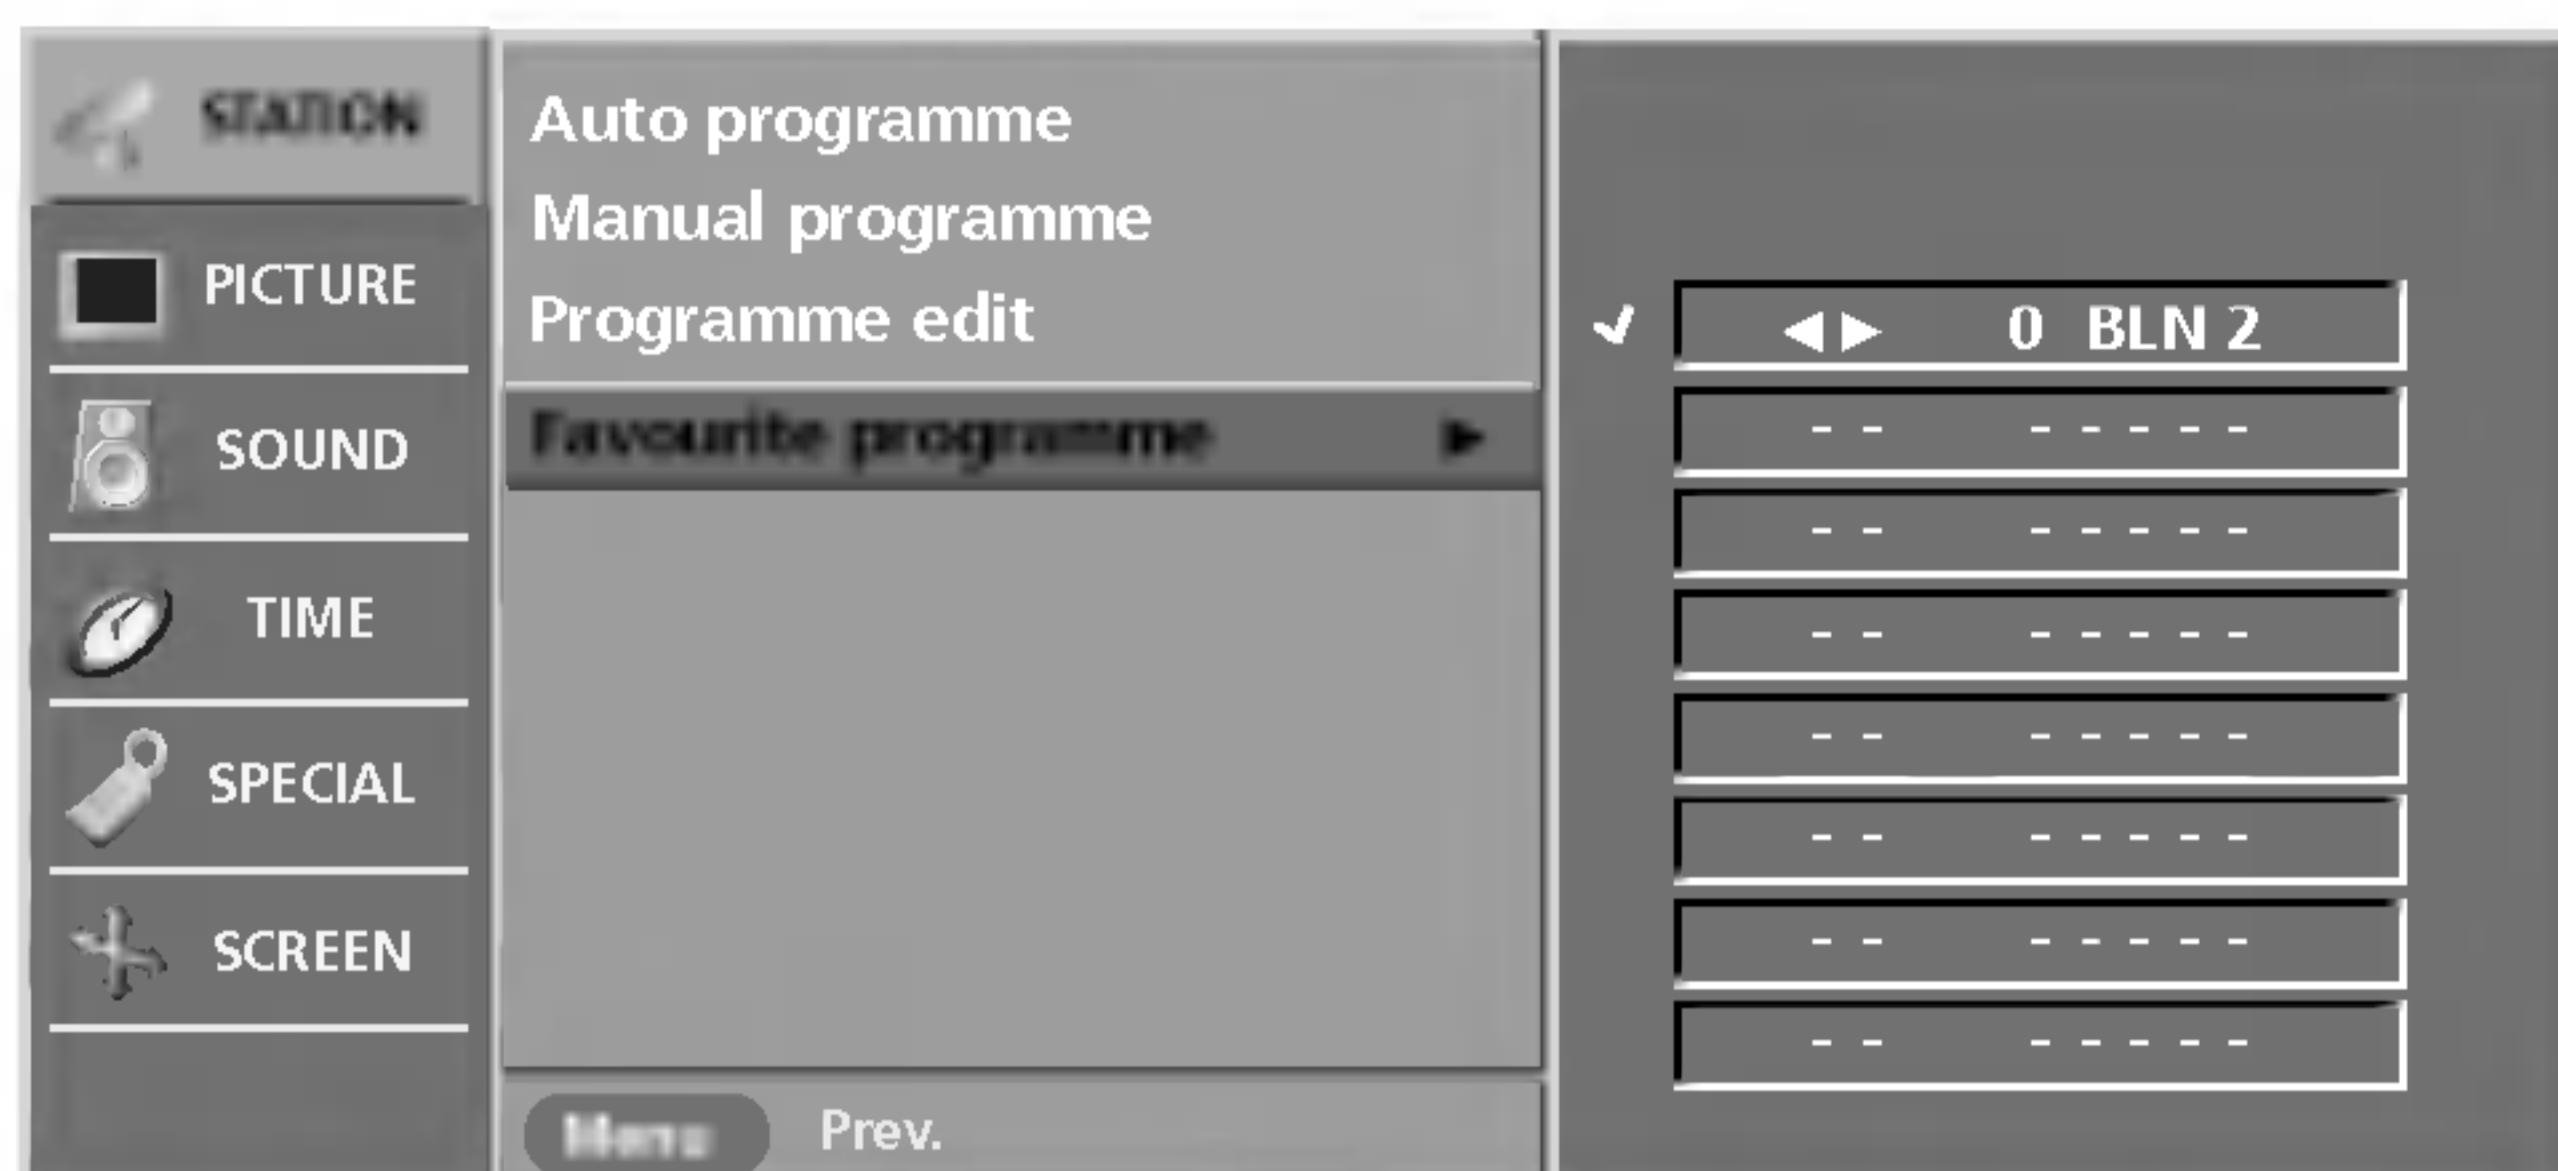 STATION
PICTURE
SOUND
TIME
SPECIAL
SCREEN
Auto programme
Manual programme
Programme edit
Favourite programme ▶
Menu Prev.
✓ ◀▶ 0 BLN 2
- - - - - - -
- - - - - - -
- - - - - - -
- - - - - - -
- - - - - - -
- - - - - - -
- - - - - - -